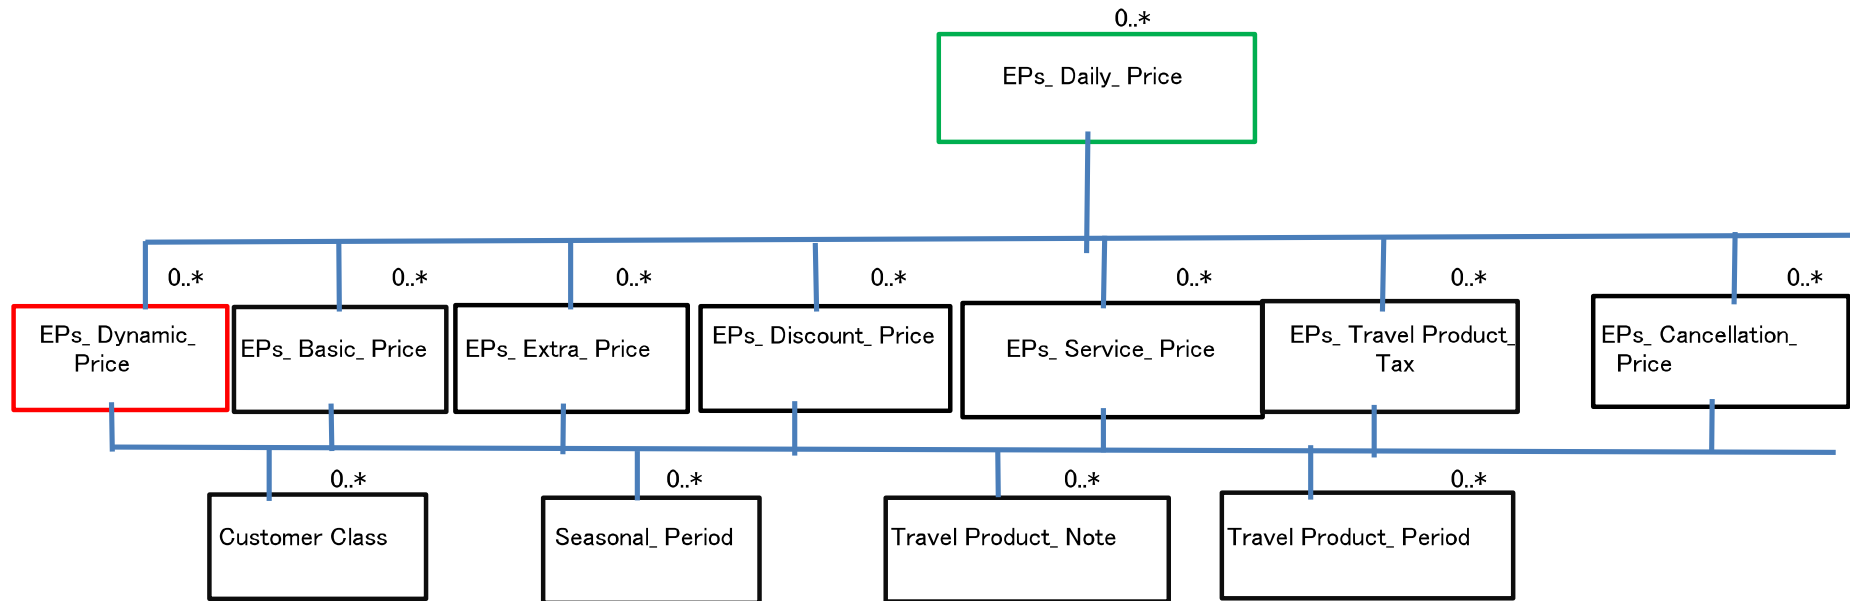 0..*
EPs_ Daily_ Price
0..* 0..* 0..* 0..* 0..* 0..* 0..*
EPs_ Dynamic_
Price
EPs_ Basic_ Price
EPs_ Extra_ Price
EPs_ Discount_ Price
EPs_ Service_ Price
EPs_ Travel Product_
Tax
EPs_ Cancellation_
Price
0..* 0..* 0..* 0..*
Customer Class
Seasonal_ Period
Travel Product_ Note
Travel Product_ Period